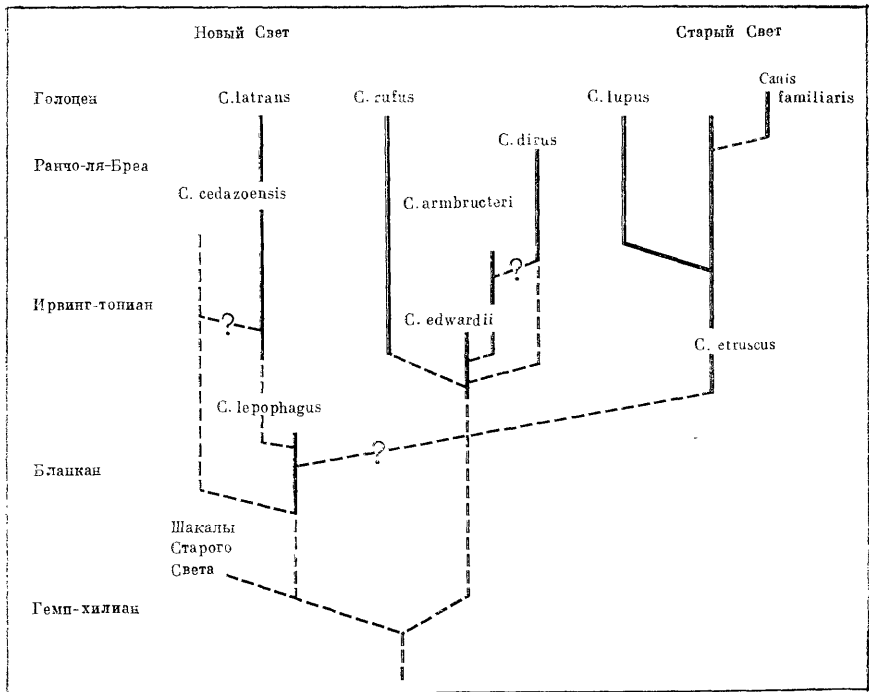 Новый Свет
Старый Свет
Голоцен
C.latrans
C. rufus
C. lupus
Canis
familiaris
Ранчо-ля-Бреа
C. dirus
C. cedazoensis
C. armbructeri
?
Ирвинг-топиан
?
C. edwardii
C. etruscus
C. lepophagus
?
Бланкан
Шакалы
Старого
Света
Гемп-хилиан